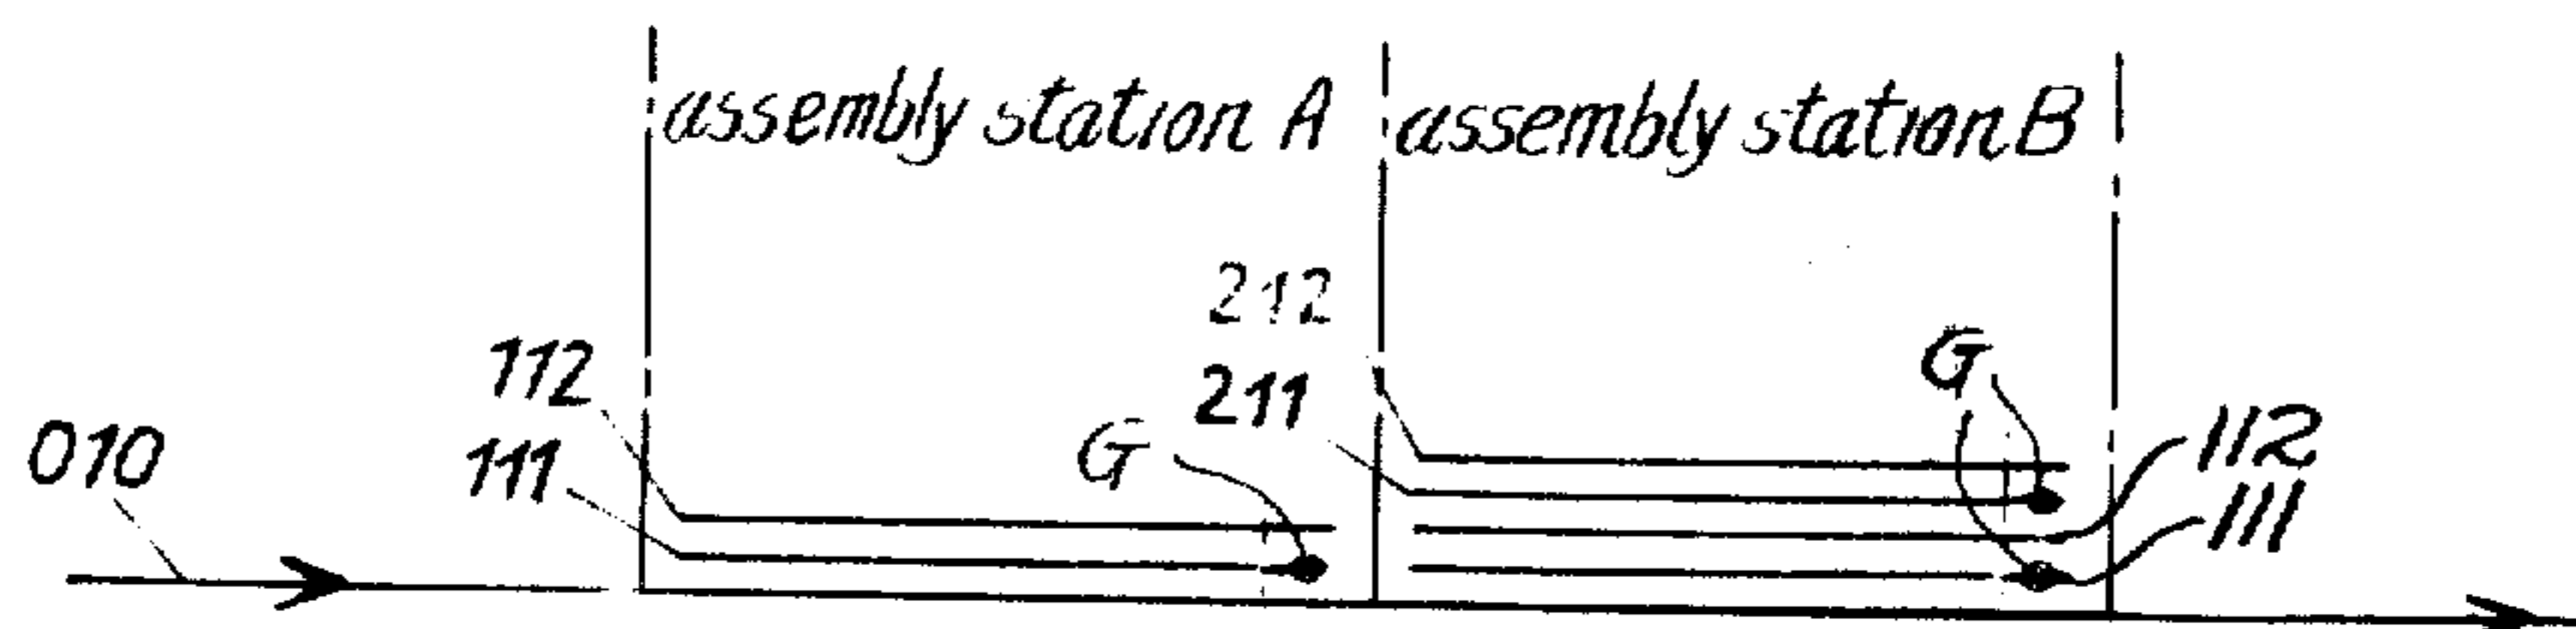 assembly station A
assembly station B
212
G
112
211
G
112
010
111
111